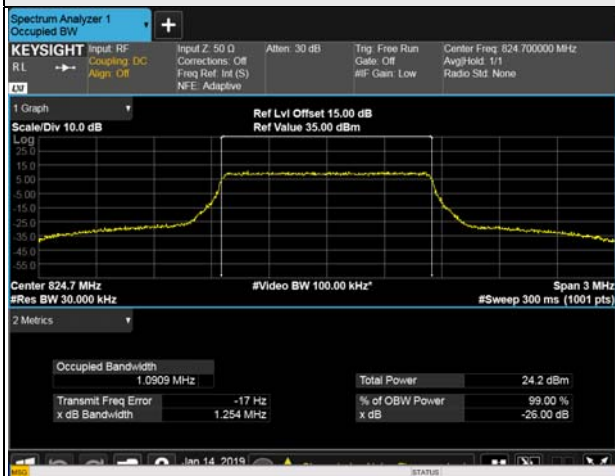 Spectrum Analyzer 1
Occupied BW
+
KEYSIGHT Input: RF Input Z: 50 Ω Atten: 30 dB Trig: Free Run Center Freq: 824.700000 MHz
RL Coupling: DC Corrections: Off Gate: Off Avg|Hold: 1/1
Align: Off Freq Ref: Int (S) #IF Gain: Low Radio Std: None
LXI NFE: Adaptive
1 Graph Ref Lvl Offset 15.00 dB
Scale/Div 10.0 dB Ref Value 35.00 dBm
Log
25.0
15.0
5.00
-5.00
-15.0
-25.0
-35.0
-45.0
-55.0
Center 824.7 MHz #Video BW 100.00 kHz* Span 3 MHz
#Res BW 30.000 kHz #Sweep 300 ms (1001 pts)
2 Metrics
Occupied Bandwidth
1.0909 MHz Total Power 24.2 dBm
Transmit Freq Error -17 Hz % of OBW Power 99.00 %
x dB Bandwidth 1.254 MHz x dB -26.00 dB
Jan 14, 2019
MSG STATUS